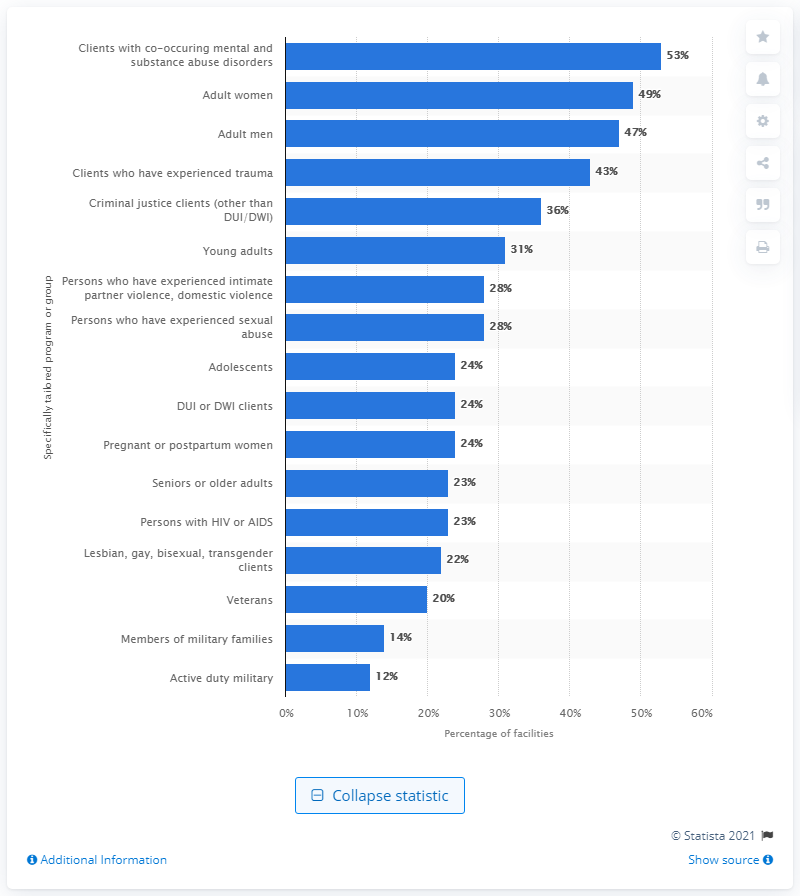 Clients with co-occuring mental and
substance abuse disorders
53%
Adult women
49%
Adult men
47%
Clients who have experienced trauma
43%
Criminal justice clients (other than
DUI/DWI)
36%
Young adults
31%
Persons who have experienced intimate
partner violence, domestic violence
28%
Persons who have experienced sexual
abuse
28%
Adolescents
24%
DUI or DWI clients
24%
Pregnant or postpartum women
24%
Seniors or older adults
23%
Persons with HIV or AIDS
23%
Lesbian, gay, bisexual, transgender
clients
22%
Veterans
20%
Members of military families
14%
Active duty military
12%
Specifically tailored program or group
0% 10% 20% 30% 40% 50% 60%
Percentage of facilities
Collapse statistic
© Statista 2021
Additional Information
Show source